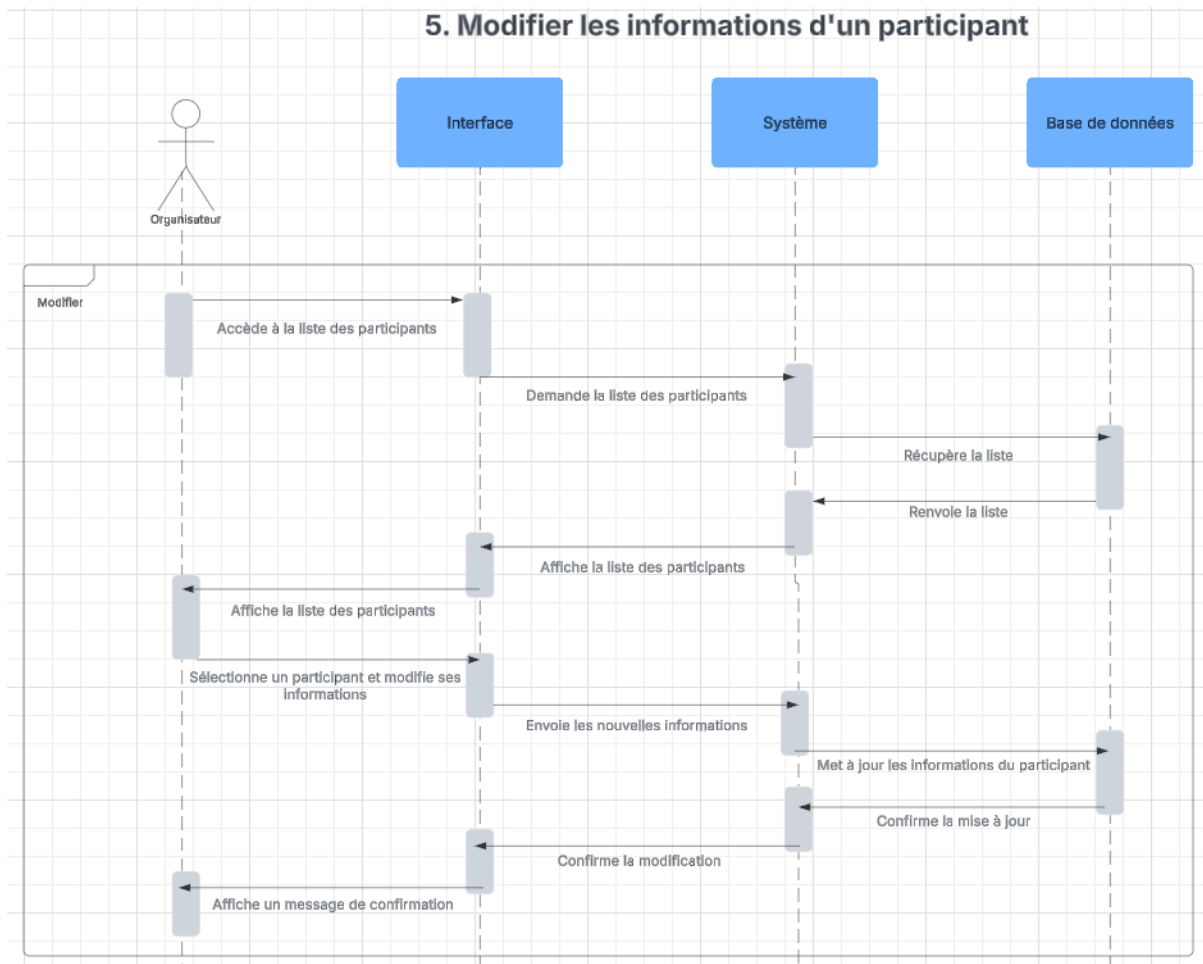 5. Modifier les informations d'un participant
Interface
Système
Base de données
Organisateur
Modifier
Accède à la liste des participants
Demande la liste des participants
Récupère la liste
Renvoie la liste
Affiche la liste des participants
Affiche la liste des participants
Sélectionne un participant et modifie ses
informations
Envoie les nouvelles informations
Met à jour les informations du participant
Confirme la mise à jour
Confirme la modification
Affiche un message de confirmation